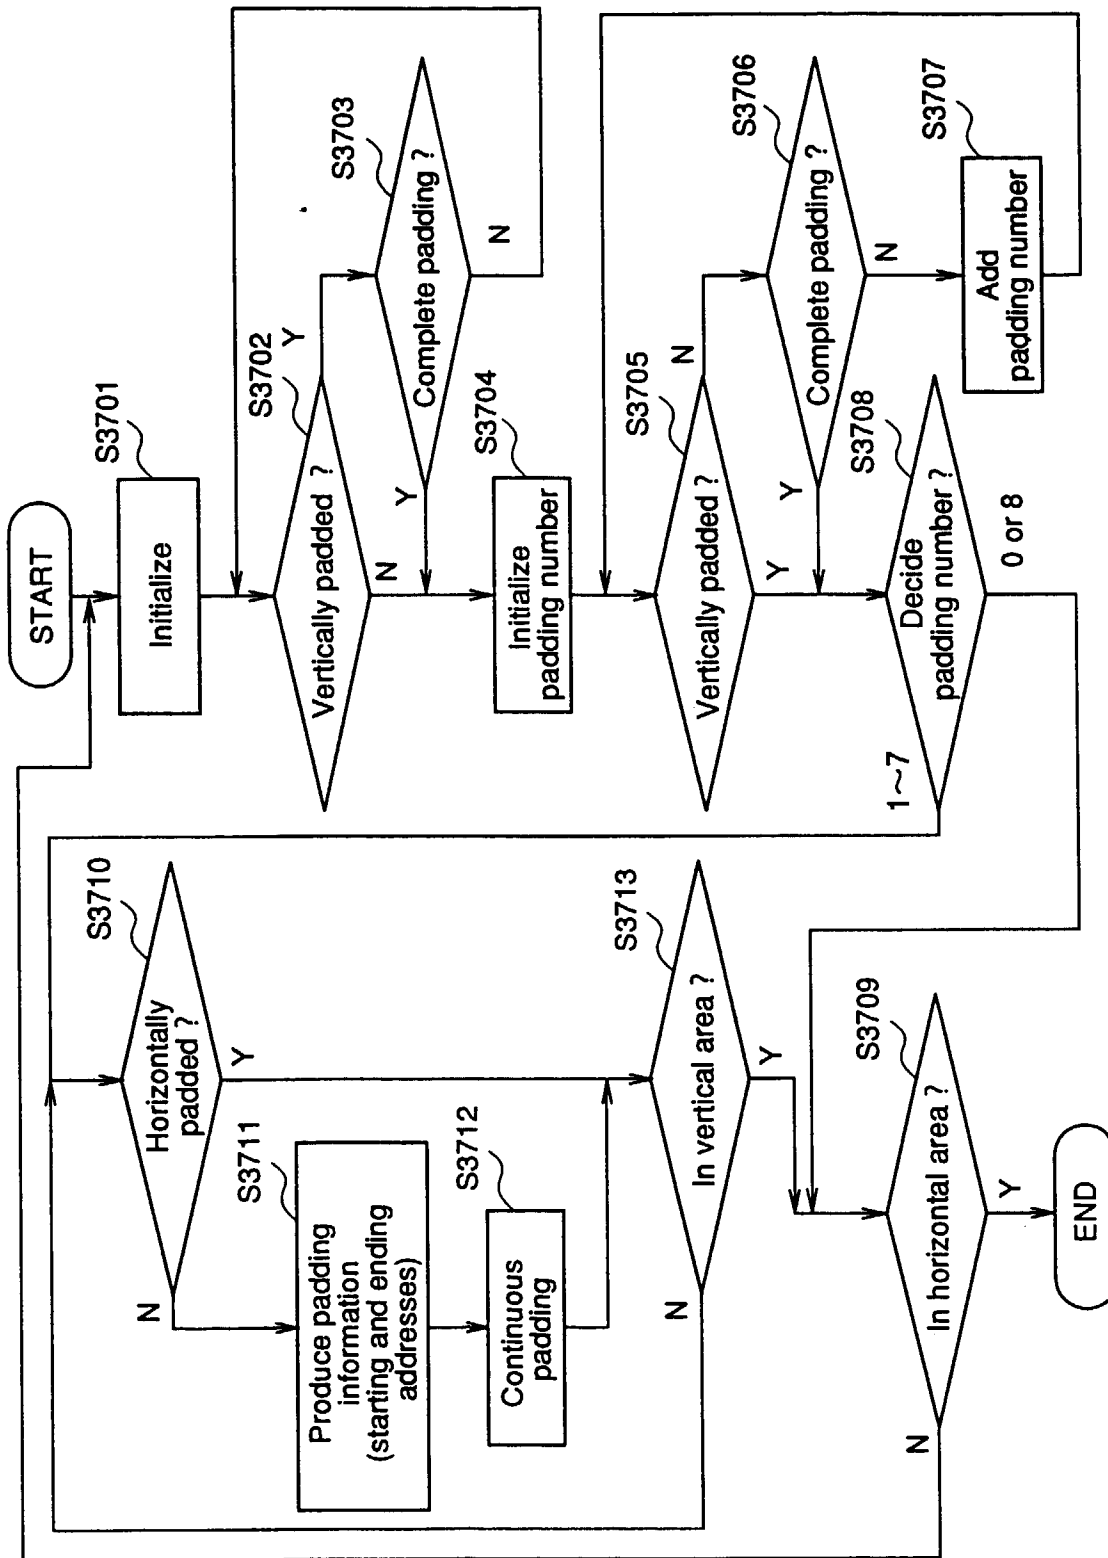 START
S3701
Initialize
S3702
Vertically padded ?
Y
N
S3703
Complete padding ?
Y
N
S3704
Initialize
padding number
S3705
Vertically padded ?
N
Y
S3706
Complete padding ?
Y
N
S3707
Add
padding number
S3708
Decide
padding number ?
1~7
0 or 8
S3710
Horizontally
padded ?
N
Y
S3711
Produce padding
information
(starting and ending
addresses)
S3712
Continuous
padding
S3713
In vertical area ?
N
Y
S3709
In horizontal area ?
N
Y
END